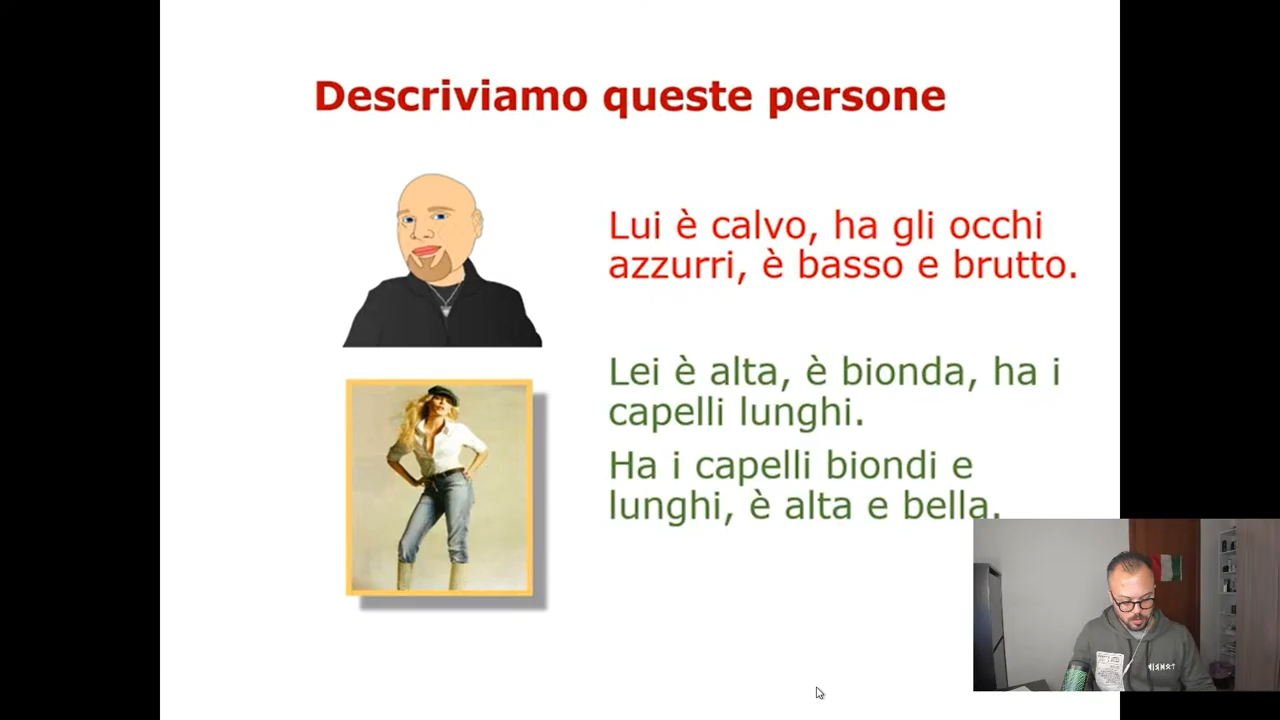 Descriviamo queste persone
Lui è calvo, ha gli occhi
azzurri, è basso e brutto.
Lei è alta, è bionda, ha i
capelli lunghi.
Ha i capelli biondi e
lunghi, è alta e bella.